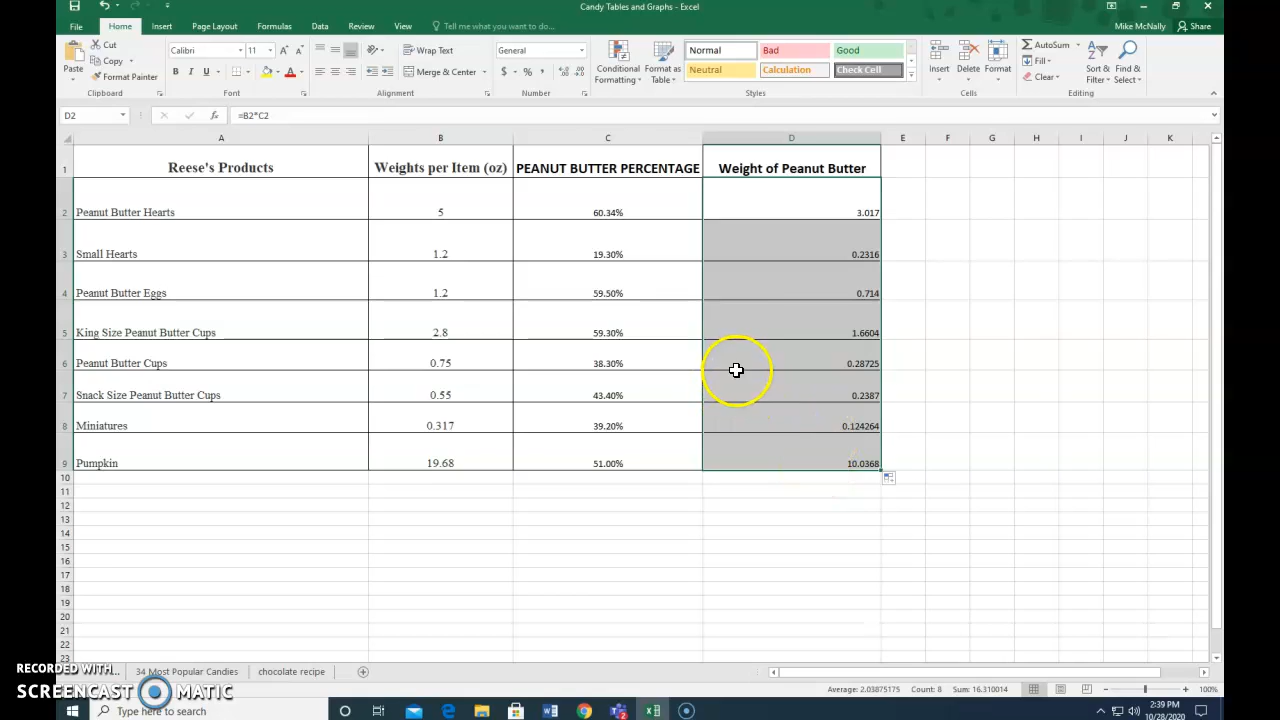 Candy Tables and Graphs - Excel
File Home Insert Page Layout Formulas Data Review View Tell me what you want to do... Mike McNally Share
Paste Cut Copy Format Painter Clipboard
Calibri 11 B I U Font
Wrap Text Merge & Center Alignment
General $ % Number
Conditional Formatting Format as Table
Normal Bad Good
Neutral Calculation Check Cell
Styles
Insert Delete Format Cells
AutoSum Fill Clear Sort & Filter Find & Select Editing
D2 fx =B2*C2
A B C D E F G H I J K
1 Reese's Products Weights per Item (oz) PEANUT BUTTER PERCENTAGE Weight of Peanut Butter
2 Peanut Butter Hearts 5 60.34% 3.017
3 Small Hearts 1.2 19.30% 0.2316
4 Peanut Butter Eggs 1.2 59.50% 0.714
5 King Size Peanut Butter Cups 2.8 59.30% 1.6604
6 Peanut Butter Cups 0.75 38.30% 0.28725
7 Snack Size Peanut Butter Cups 0.55 43.40% 0.2387
8 Miniatures 0.317 39.20% 0.124264
9 Pumpkin 19.68 51.00% 10.0368
10
11
12
13
14
15
16
17
18
19
20
21
22
23
RECORDED WITH
... 34 Most Popular Candies chocolate recipe
SCREENCAST MATIC
Average: 2.03875175 Count: 8 Sum: 16.310014 100%
Type here to search
2:39 PM
10/28/2020